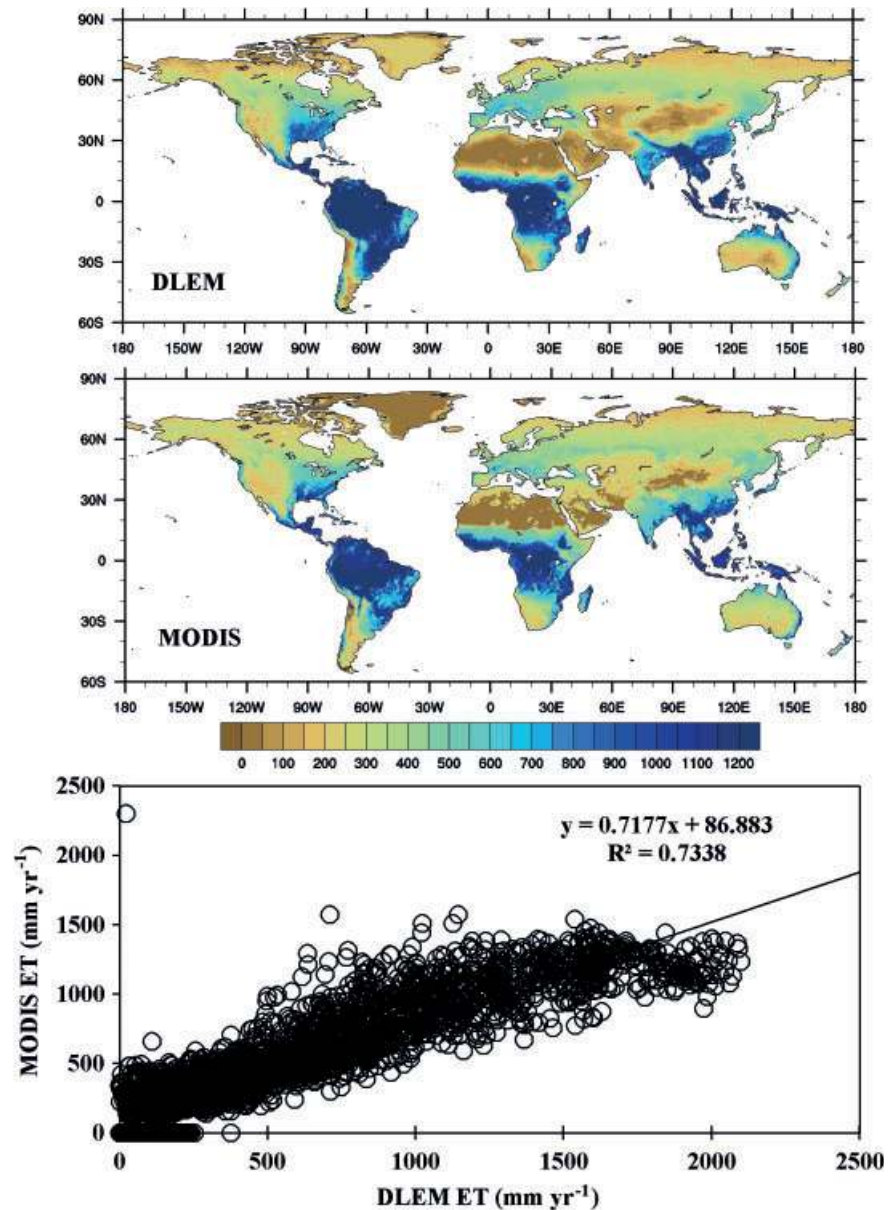 90N
60N
30N
0
30S
60S
DLEM
180 150W 120W 90W 60W 30W 0 30E 60E 90E 120E 150E 180
90N
60N
30N
0
30S
60S
MODIS
180 150W 120W 90W 60W 30W 0 30E 60E 90E 120E 150E 180
0 100 200 300 400 500 600 700 800 900 1000 1100 1200
MODIS ET (mm yr⁻¹)
2500
2000
1500
1000
500
0
y = 0.7177x + 86.883
R² = 0.7338
0 500 1000 1500 2000 2500
DLEM ET (mm yr⁻¹)